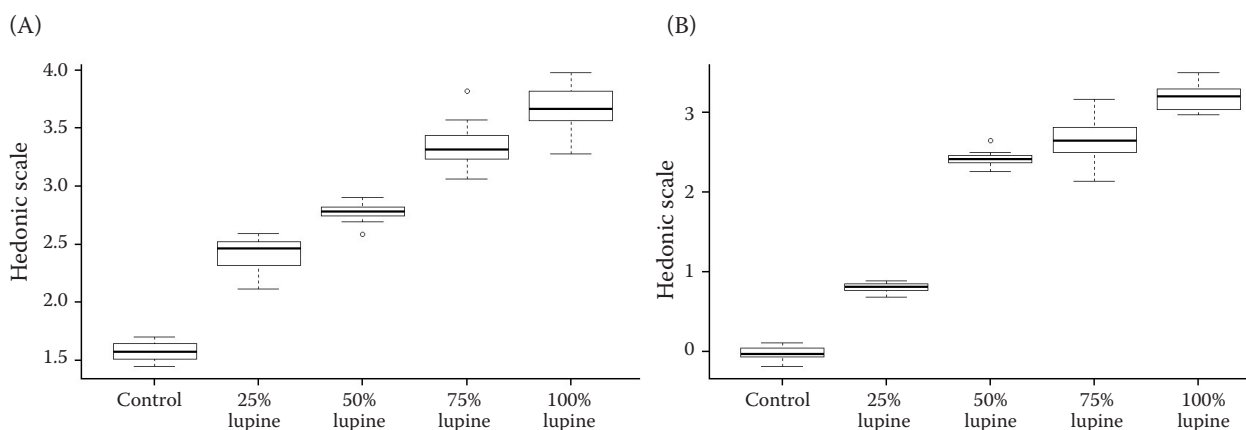 (A)
Hedonic scale
4.0
3.5
3.0
2.5
2.0
1.5
Control
25%
lupine
50%
lupine
75%
lupine
100%
lupine
(B)
Hedonic scale
3
2
1
0
Control
25%
lupine
50%
lupine
75%
lupine
100%
lupine